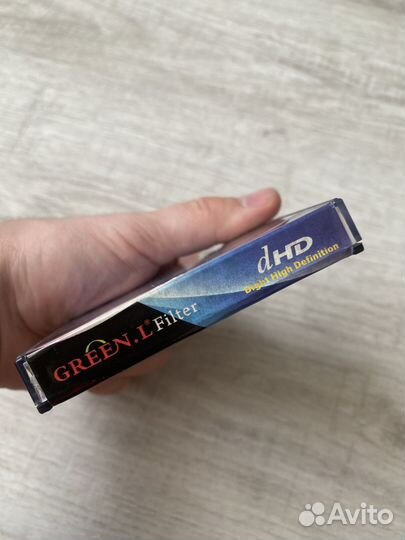 GREEN.L® Filter
dHD
Digital High Definition
Avito